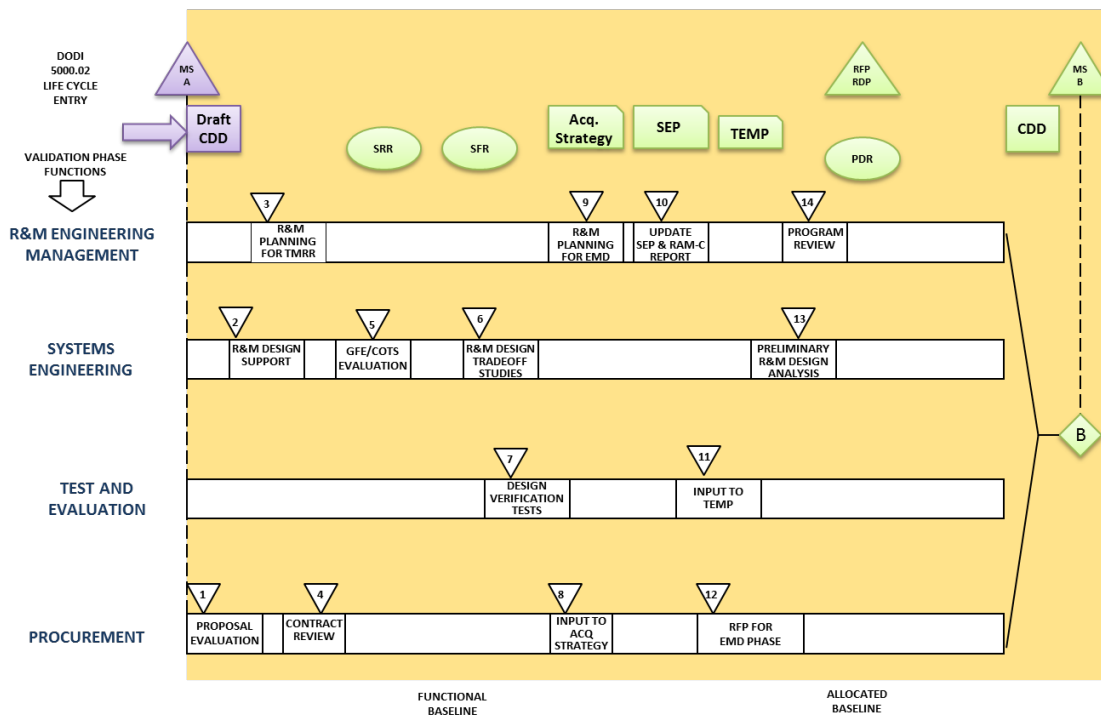 DODI
5000.02
LIFE CYCLE
ENTRY
MS
A
RFP
RDP
MS
B
Draft
CDD
Acq.
Strategy
SEP
TEMP
CDD
SRR
SFR
PDR
VALIDATION PHASE
FUNCTIONS
R&M ENGINEERING
MANAGEMENT
3
R&M
PLANNING
FOR TMRR
9
R&M
PLANNING
FOR EMD
10
UPDATE
SEP & RAM-C
REPORT
14
PROGRAM
REVIEW
SYSTEMS
ENGINEERING
2
R&M DESIGN
SUPPORT
5
GFE/COTS
EVALUATION
6
R&M DESIGN
TRADEOFF
STUDIES
13
PRELIMINARY
R&M DESIGN
ANALYSIS
B
TEST AND
EVALUATION
7
DESIGN
VERIFICATION
TESTS
11
INPUT TO
TEMP
PROCUREMENT
1
PROPOSAL
EVALUATION
4
CONTRACT
REVIEW
8
INPUT TO
ACQ
STRATEGY
12
RFP FOR
EMD PHASE
FUNCTIONAL
BASELINE
ALLOCATED
BASELINE